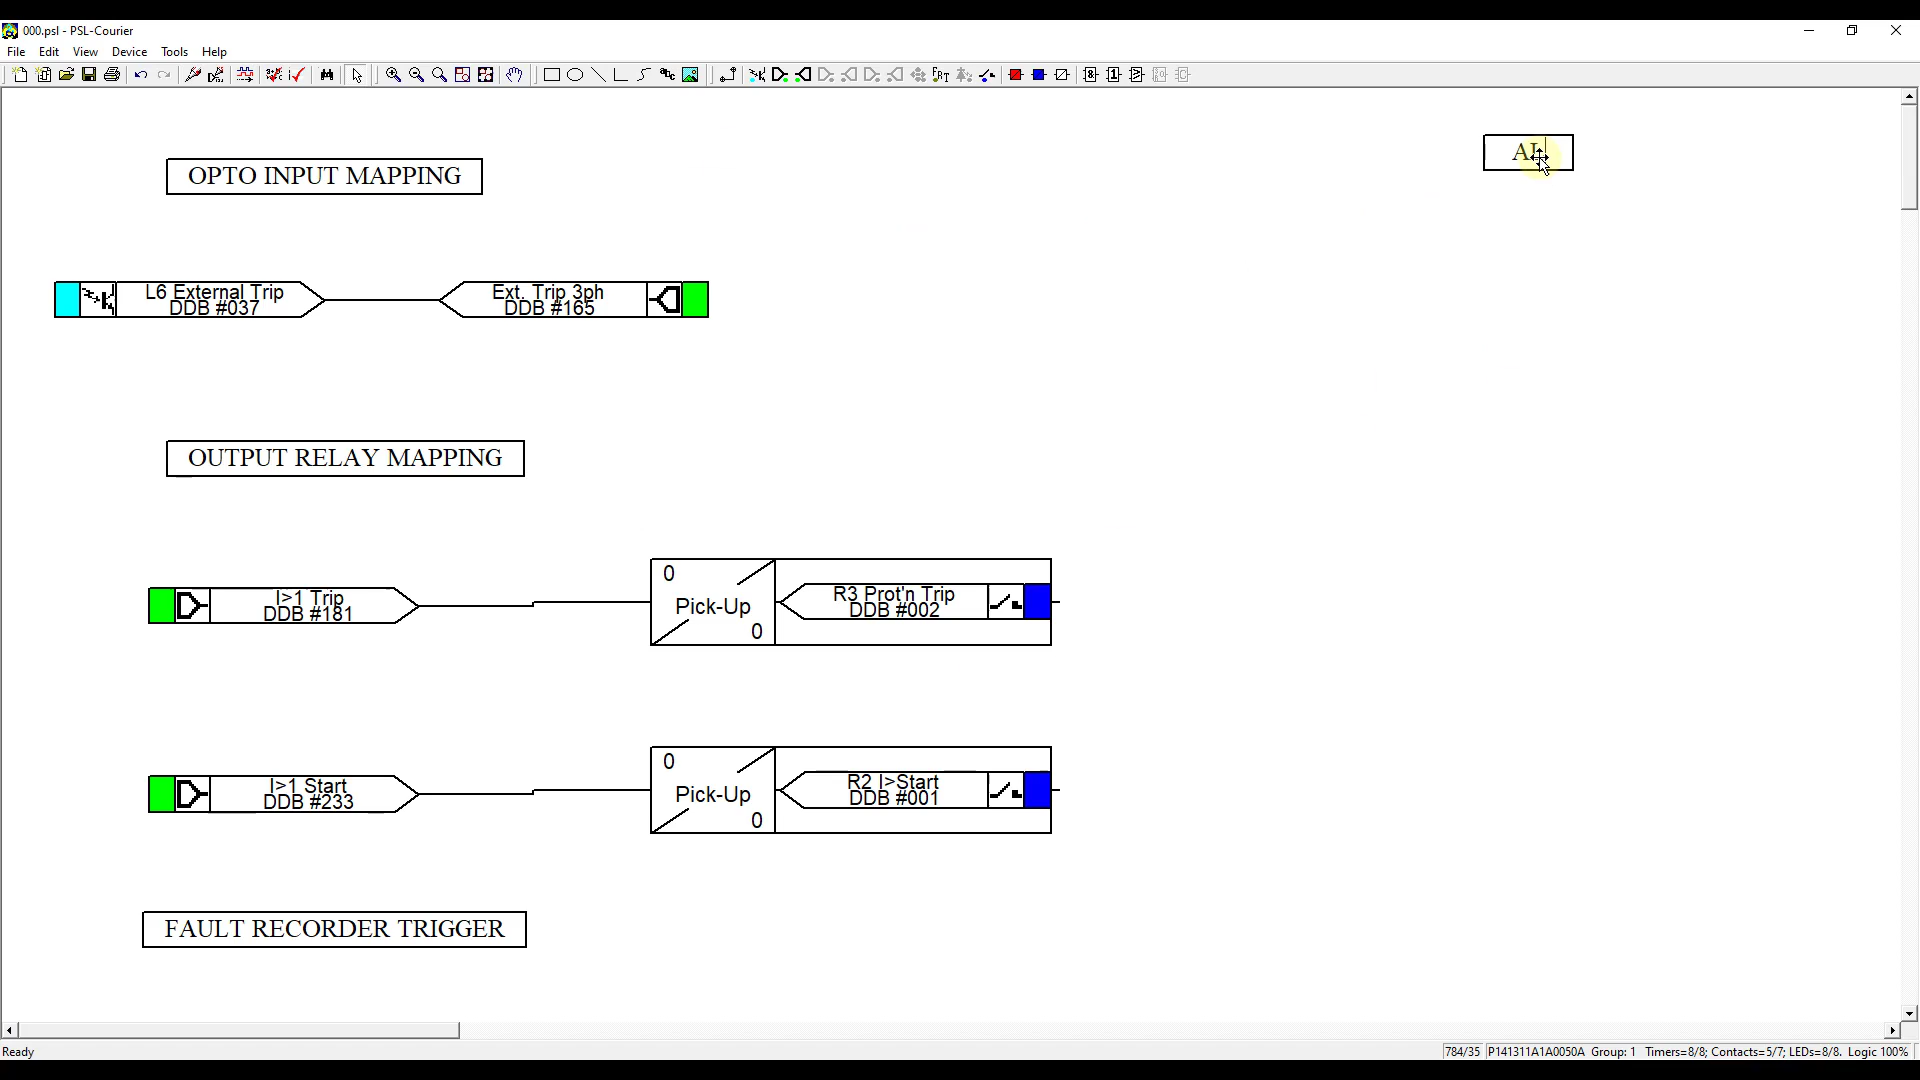 000.psl - PSL-Courier
File Edit View Device Tools Help
OPTO INPUT MAPPING
L6 External Trip
DDB #037
Ext. Trip 3ph
DDB #165
OUTPUT RELAY MAPPING
I>1 Trip
DDB #181
0
Pick-Up
0
R3 Prot'n Trip
DDB #002
I>1 Start
DDB #233
0
Pick-Up
0
R2 I>Start
DDB #001
FAULT RECORDER TRIGGER
Ready
784/35 P141311A1A0050A Group: 1 Timers=8/8; Contacts=5/7; LEDs=8/8. Logic 100%